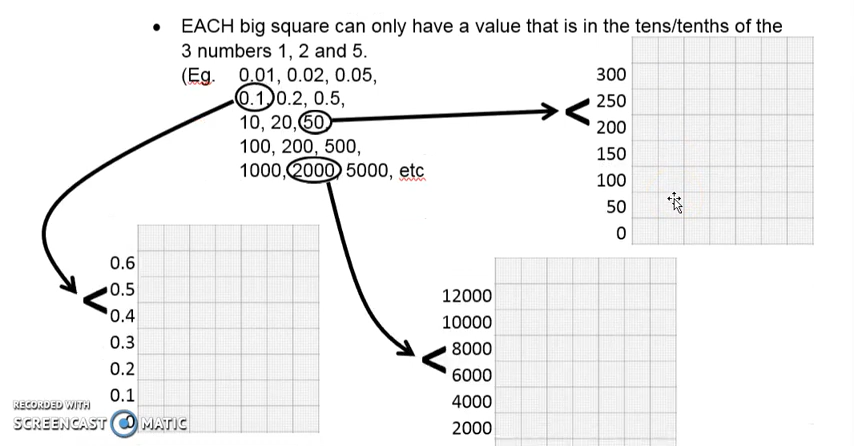 • EACH big square can only have a value that is in the tens/tenths of the
3 numbers 1, 2 and 5.
(Eg. 0.01, 0.02, 0.05,
0.1, 0.2, 0.5,
10, 20, 50
100, 200, 500,
1000, 2000, 5000, etc
300
250
200
150
100
50
0
<
0.6
0.5
0.4
0.3
0.2
0.1
0
<
12000
10000
8000
6000
4000
2000
<
RECORDED WITH
SCREENCAST O MATIC